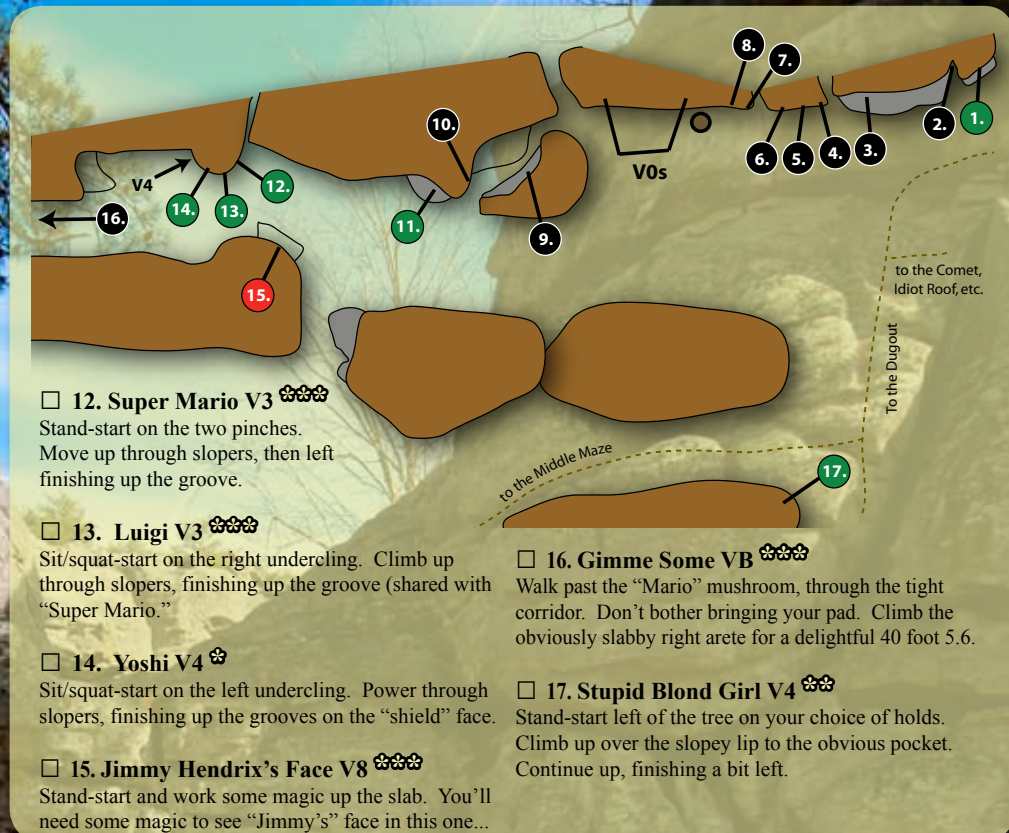 8.
7.
10.
1.
2.
3.
4.
5.
6.
V0s
V4
12.
13.
14.
16.
11.
9.
15.
to the Comet,
Idiot Roof, etc.
To the Dugout
to the Middle Maze
17.
☐ 12. Super Mario V3
Stand-start on the two pinches.
Move up through slopers, then left
finishing up the groove.
☐ 13. Luigi V3
Sit/squat-start on the right undercling. Climb up
through slopers, finishing up the groove (shared with
“Super Mario.”
☐ 14. Yoshi V4
Sit/squat-start on the left undercling. Power through
slopers, finishing up the grooves on the “shield” face.
☐ 15. Jimmy Hendrix’s Face V8
Stand-start and work some magic up the slab. You’ll
need some magic to see “Jimmy’s” face in this one...
☐ 16. Gimme Some VB
Walk past the “Mario” mushroom, through the tight
corridor. Don’t bother bringing your pad. Climb the
obviously slabby right arete for a delightful 40 foot 5.6.
☐ 17. Stupid Blond Girl V4
Stand-start left of the tree on your choice of holds.
Climb up over the slopey lip to the obvious pocket.
Continue up, finishing a bit left.